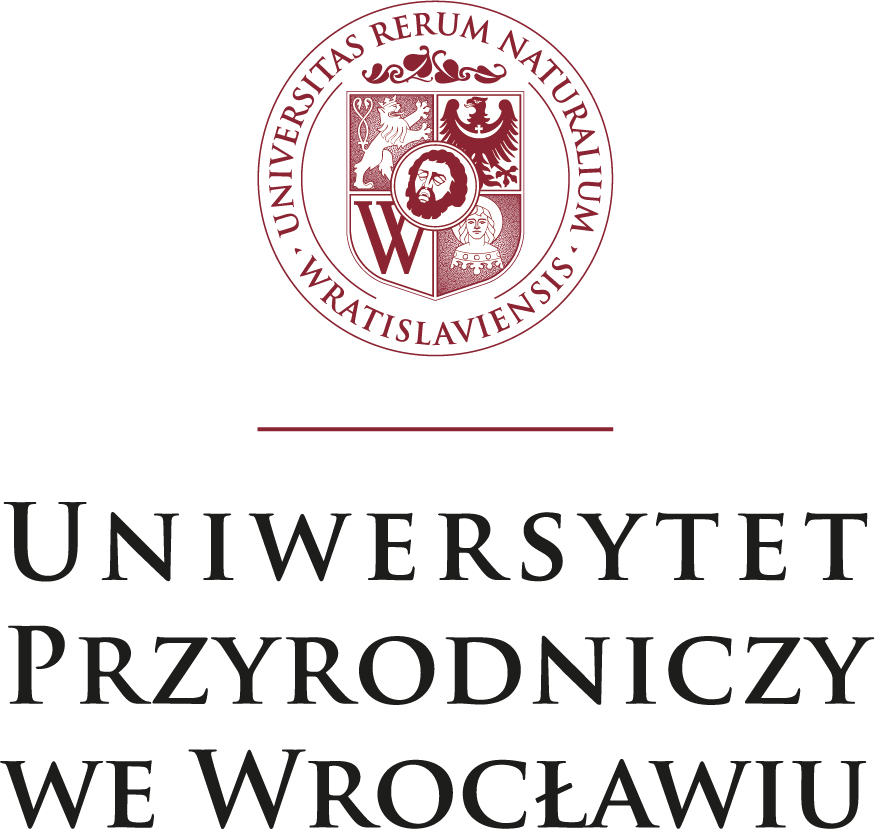 UNIVERSITAS RERUM NATURALIUM
· WRATISLAVIENSIS ·
W
UNIWERSYTET
PRZYRODNICZY
WE WROCŁAWIU